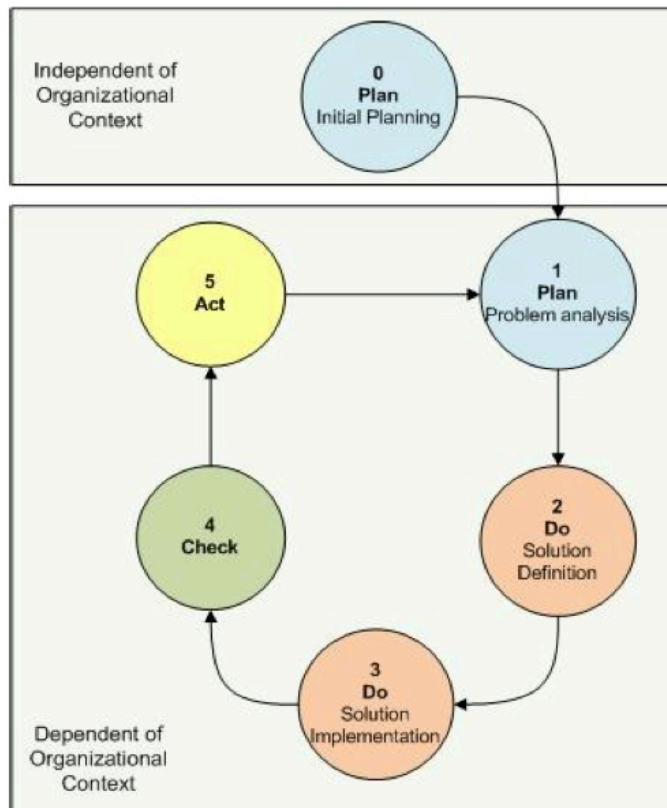 Independent of
Organizational
Context
0
Plan
Initial Planning
5
Act
1
Plan
Problem analysis
4
Check
2
Do
Solution
Definition
3
Do
Solution
Implementation
Dependent of
Organizational
Context